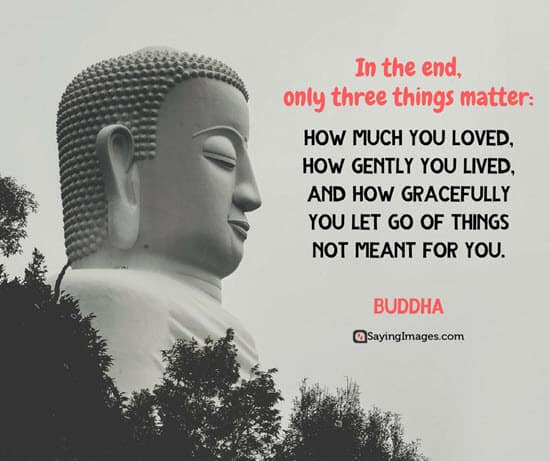 In the end,
only three things matter:
HOW MUCH YOU LOVED,
HOW GENTLY YOU LIVED,
AND HOW GRACEFULLY
YOU LET GO OF THINGS
NOT MEANT FOR YOU.
BUDDHA
SayingImages.com